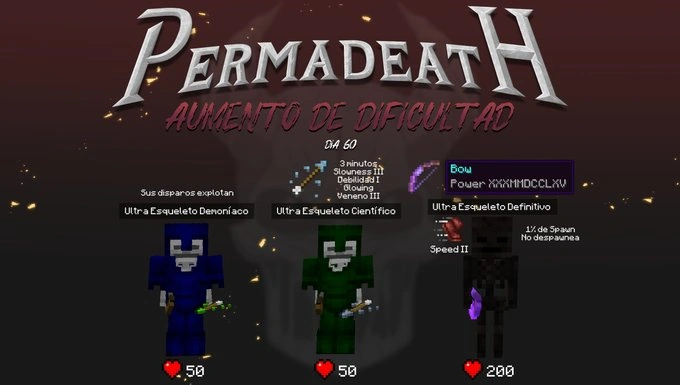 PERMADEATH
AUMENTO DE DIFICULTAD
DÍA 60
Sus disparos explotan
Ultra Esqueleto Demoníaco
50
3 minutos
Slowness III
Debilidad I
Glowing
Veneno III
Ultra Esqueleto Científico
50
Bow
Power XXXMMDCCLXV
Ultra Esqueleto Definitivo
Speed II
1% de Spawn
No despawnea
200